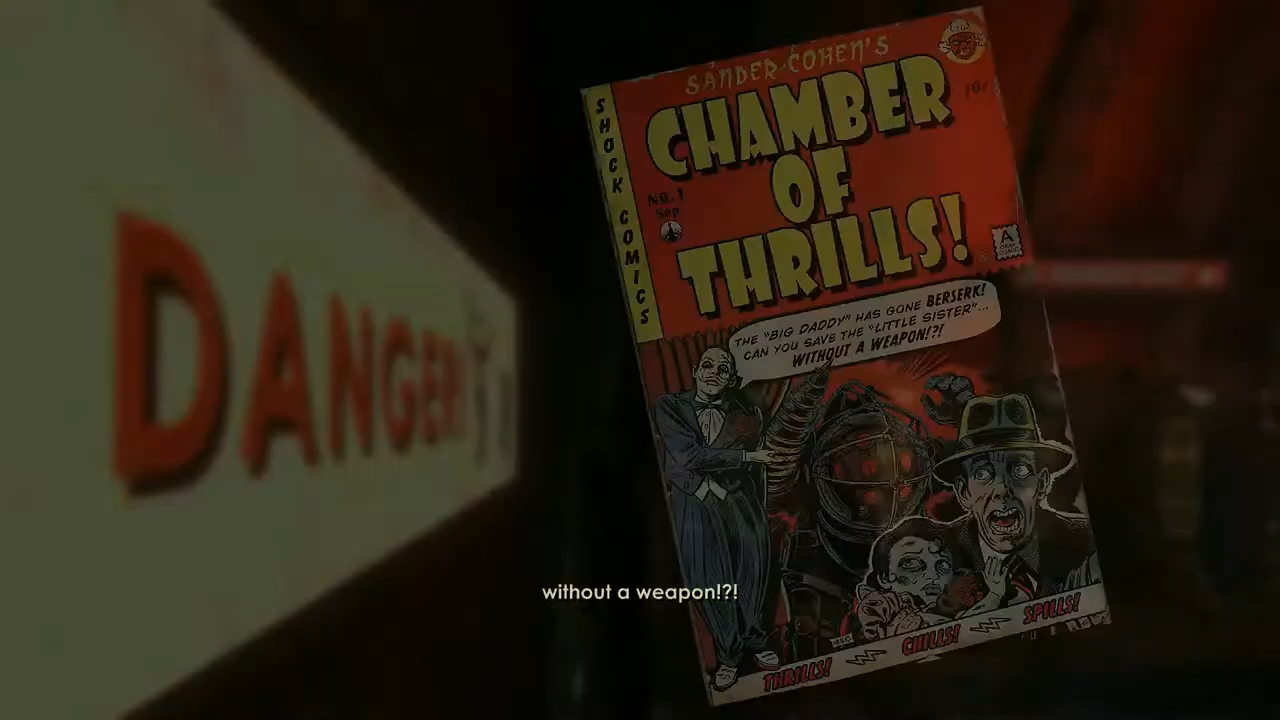 DANGER
SANDER COHEN'S
CHAMBER
OF
THRILLS!
10¢
SHOCK COMICS
No. 1
Sep.
A
THE "BIG DADDY" HAS GONE BERSERK!
CAN YOU SAVE THE "LITTLE SISTER"...
WITHOUT A WEAPON!?!
without a weapon!?!
THRILLS! CHILLS! SPILLS!